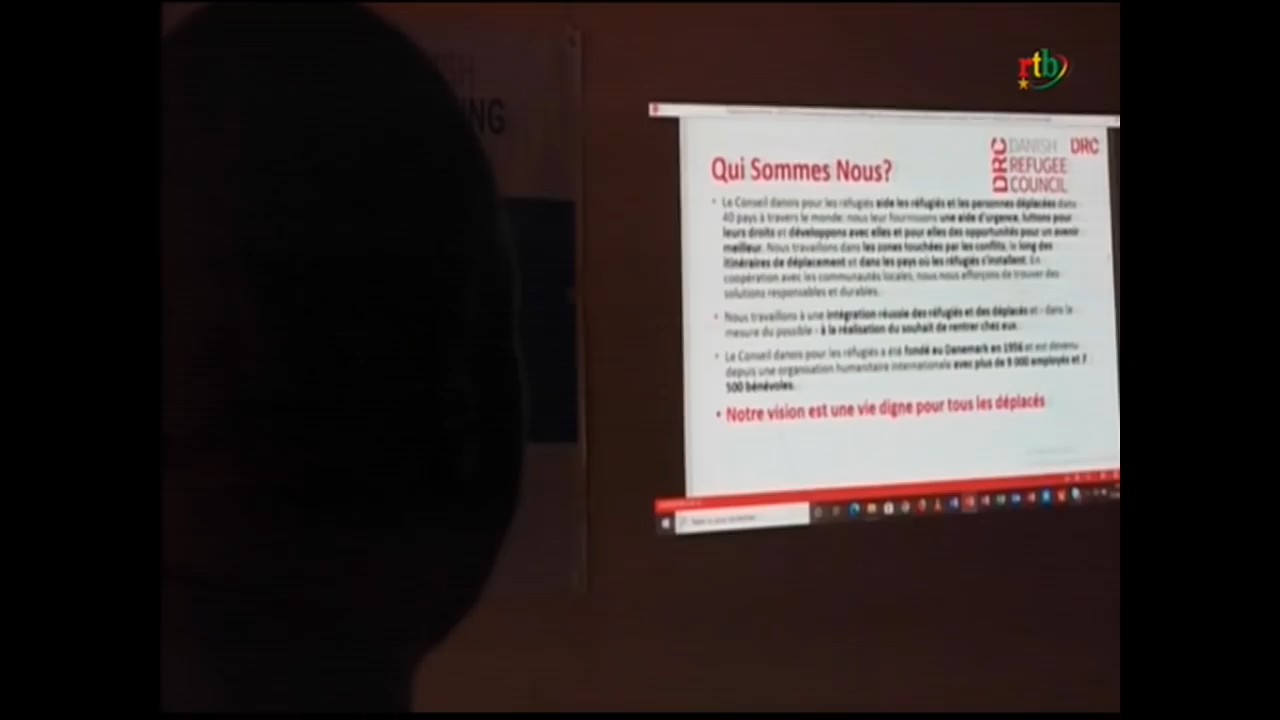 rtb
ISH
NG
DRC DANISH REFUGEE COUNCIL
DRC
Qui Sommes Nous?
• Le Conseil danois pour les réfugiés aide les réfugiés et les personnes déplacées dans
40 pays à travers le monde: nous leur fournissons une aide d'urgence, luttons pour
leurs droits et développons avec elles et pour elles des opportunités pour un avenir
meilleur. Nous travaillons dans les zones touchées par les conflits, le long des
itinéraires de déplacement et dans les pays où les réfugiés s'installent. En
coopération avec les communautés locales, nous nous efforçons de trouver des
solutions responsables et durables.
• Nous travaillons à une intégration réussie des réfugiés et des déplacés et - dans la
mesure du possible - à la réalisation du souhait de rentrer chez eux.
• Le Conseil danois pour les réfugiés a été fondé au Danemark en 1956 et est devenu
depuis une organisation humanitaire internationale avec plus de 9 000 employés et 7
500 bénévoles.
• Notre vision est une vie digne pour tous les déplacés